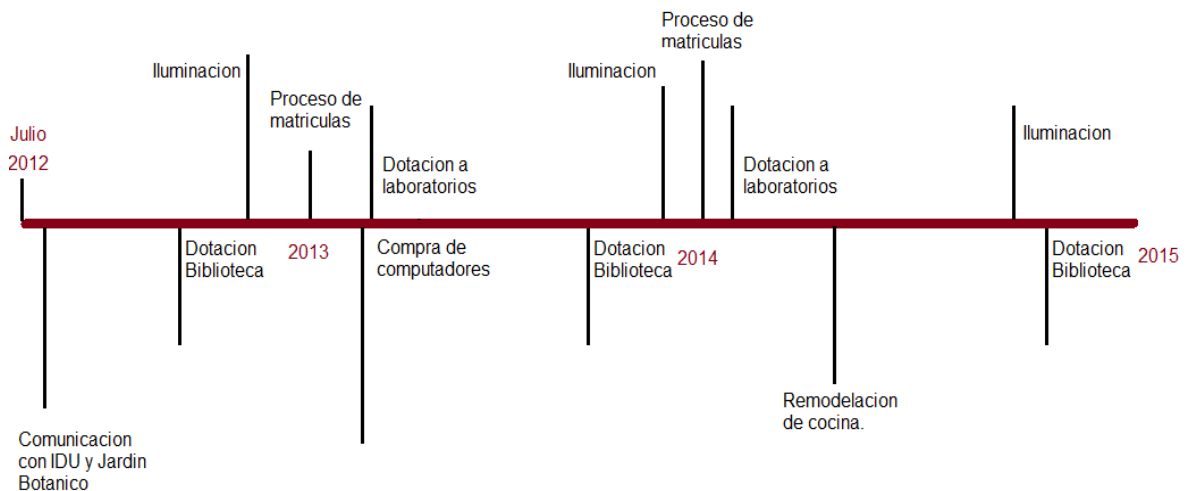 Proceso de
matriculas
Iluminacion
Iluminacion
Proceso de
matriculas
Julio
2012
Iluminacion
Dotacion a
laboratorios
Dotacion a
laboratorios
Dotacion
Biblioteca
2013
Compra de
computadores
Dotacion
Biblioteca
2014
Dotacion
Biblioteca
2015
Remodelacion
de cocina.
Comunicacion
con IDU y Jardin
Botanico